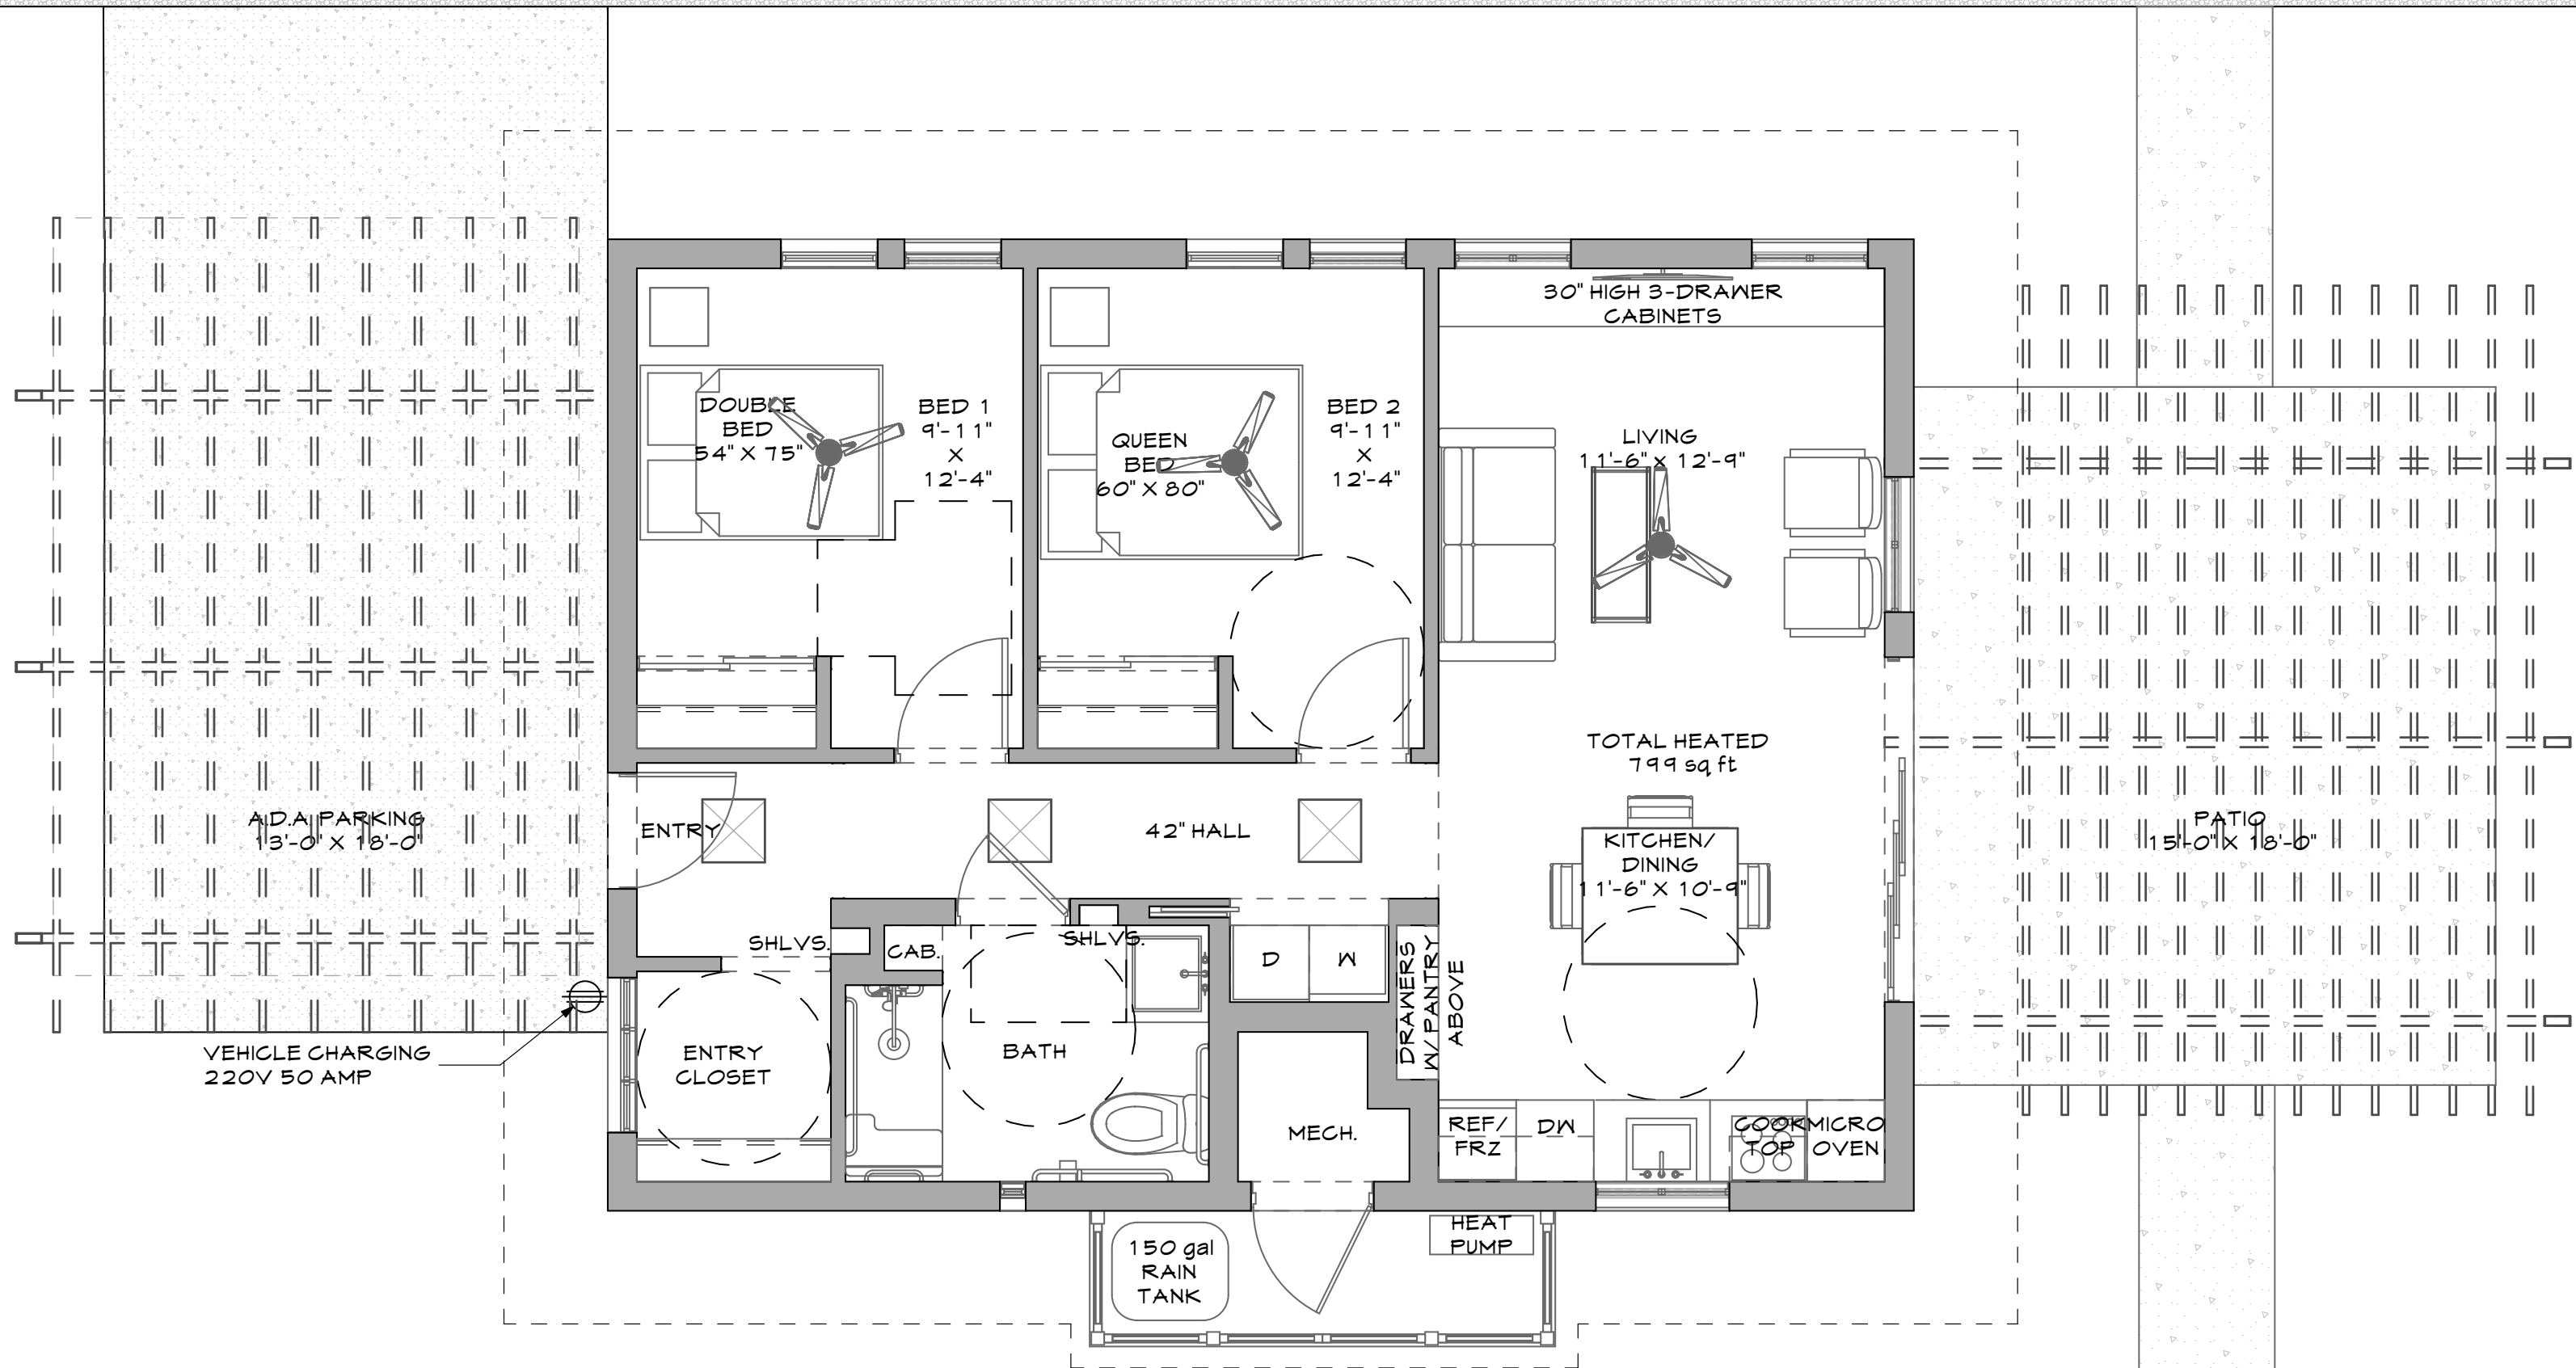 30" HIGH 3-DRAWER
CABINETS
DOUBLE
BED
54" X 75"
BED 1
9'-11"
X
12'-4"
QUEEN
BED
60" X 80"
BED 2
9'-11"
X
12'-4"
LIVING
11'-6" x 12'-9"
TOTAL HEATED
799 sq ft
A.D.A. PARKING
13'-0" X 18'-0"
ENTRY
42" HALL
KITCHEN/
DINING
11'-6" X 10'-9"
PATIO
15'-0" X 18'-0"
SHLVS.
CAB.
SHLVS.
D
W
DRAWERS
W/ PANTRY
ABOVE
VEHICLE CHARGING
220V 50 AMP
ENTRY
CLOSET
BATH
MECH.
REF/
FRZ
DW
COOK
TOP
MICRO
OVEN
HEAT
PUMP
150 gal
RAIN
TANK